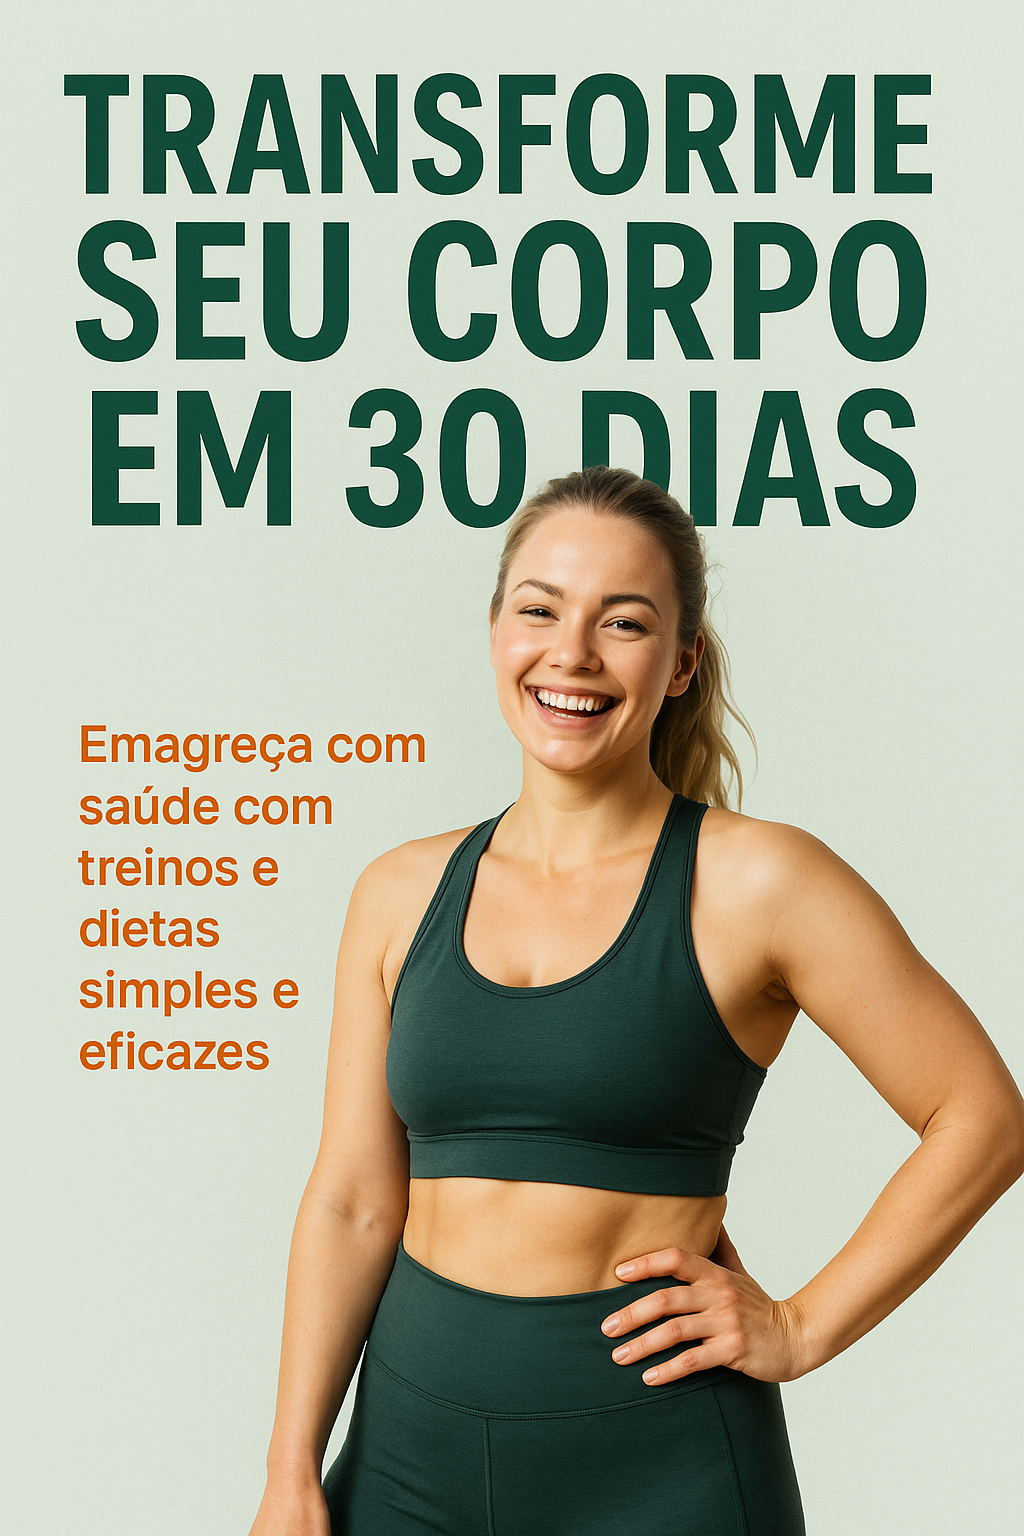 TRANSFORME
SEU CORPO
EM 30 DIAS
Emagreça com
saúde com
treinos e
dietas
simples e
eficazes